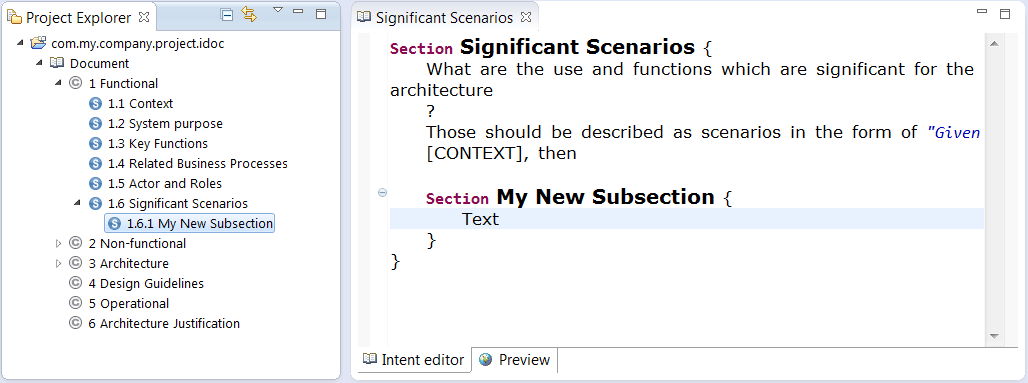 Project Explorer
com.my.company.project.idoc
Document
1 Functional
1.1 Context
1.2 System purpose
1.3 Key Functions
1.4 Related Business Processes
1.5 Actor and Roles
1.6 Significant Scenarios
1.6.1 My New Subsection
2 Non-functional
3 Architecture
4 Design Guidelines
5 Operational
6 Architecture Justification
Significant Scenarios
Section Significant Scenarios {
What are the use and functions which are significant for the
architecture
?
Those should be described as scenarios in the form of "Given
[CONTEXT], then
Section My New Subsection {
Text
}
}
Intent editor
Preview